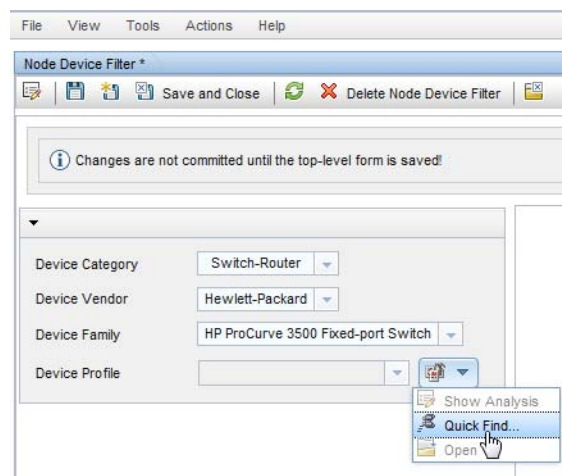 File View Tools Actions Help
Node Device Filter *
Save and Close Delete Node Device Filter
Changes are not committed until the top-level form is saved!
Device Category Switch-Router
Device Vendor Hewlett-Packard
Device Family HP ProCurve 3500 Fixed-port Switch
Device Profile
Show Analysis
Quick Find...
Open